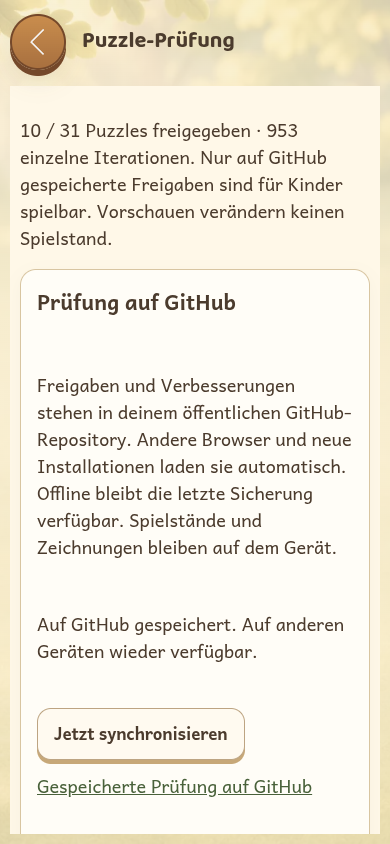 Puzzle-Prüfung
10 / 31 Puzzles freigegeben · 953
einzelne Iterationen. Nur auf GitHub
gespeicherte Freigaben sind für Kinder
spielbar. Vorschauen verändern keinen
Spielstand.
Prüfung auf GitHub
Freigaben und Verbesserungen
stehen in deinem öffentlichen GitHub-
Repository. Andere Browser und neue
Installationen laden sie automatisch.
Offline bleibt die letzte Sicherung
verfügbar. Spielstände und
Zeichnungen bleiben auf dem Gerät.
Auf GitHub gespeichert. Auf anderen
Geräten wieder verfügbar.
Jetzt synchronisieren
Gespeicherte Prüfung auf GitHub